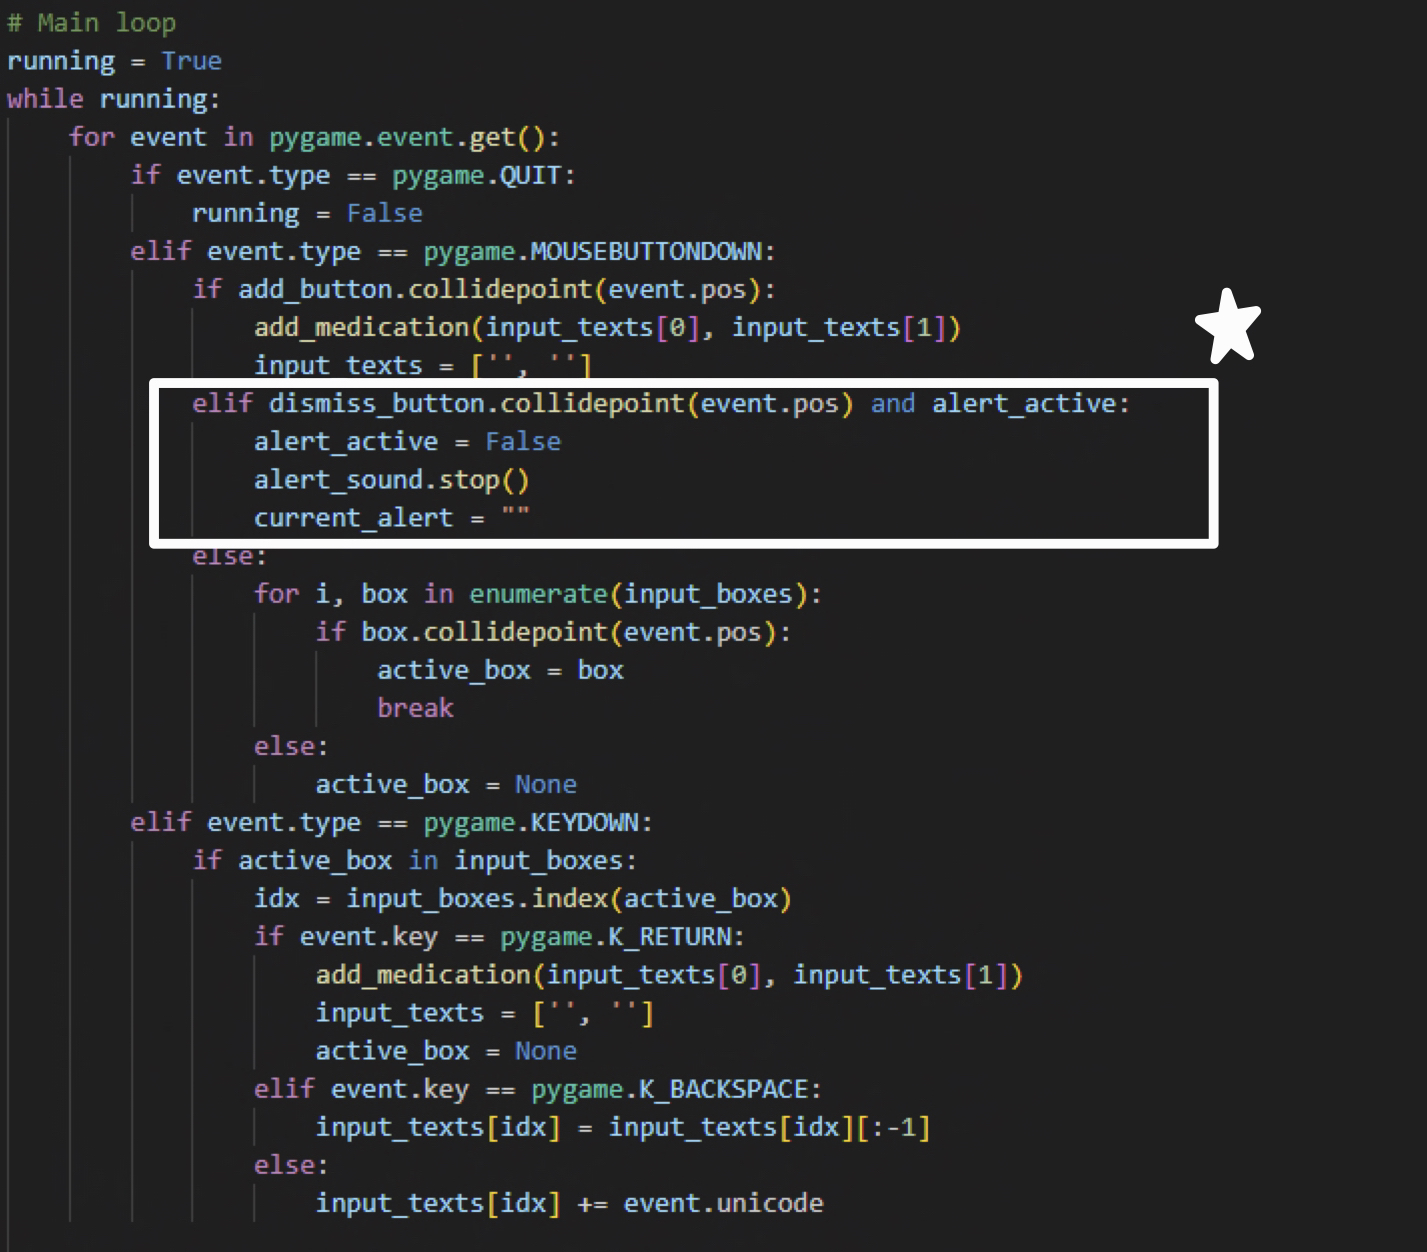 # Main loop
running = True
while running:
    for event in pygame.event.get():
        if event.type == pygame.QUIT:
            running = False
        elif event.type == pygame.MOUSEBUTTONDOWN:
            if add_button.collidepoint(event.pos):
                add_medication(input_texts[0], input_texts[1])
                input_texts = ['', '']
            elif dismiss_button.collidepoint(event.pos) and alert_active:
                alert_active = False
                alert_sound.stop()
                current_alert = ""
            else:
                for i, box in enumerate(input_boxes):
                    if box.collidepoint(event.pos):
                        active_box = box
                        break
                else:
                    active_box = None
        elif event.type == pygame.KEYDOWN:
            if active_box in input_boxes:
                idx = input_boxes.index(active_box)
                if event.key == pygame.K_RETURN:
                    add_medication(input_texts[0], input_texts[1])
                    input_texts = ['', '']
                    active_box = None
                elif event.key == pygame.K_BACKSPACE:
                    input_texts[idx] = input_texts[idx][:-1]
                else:
                    input_texts[idx] += event.unicode